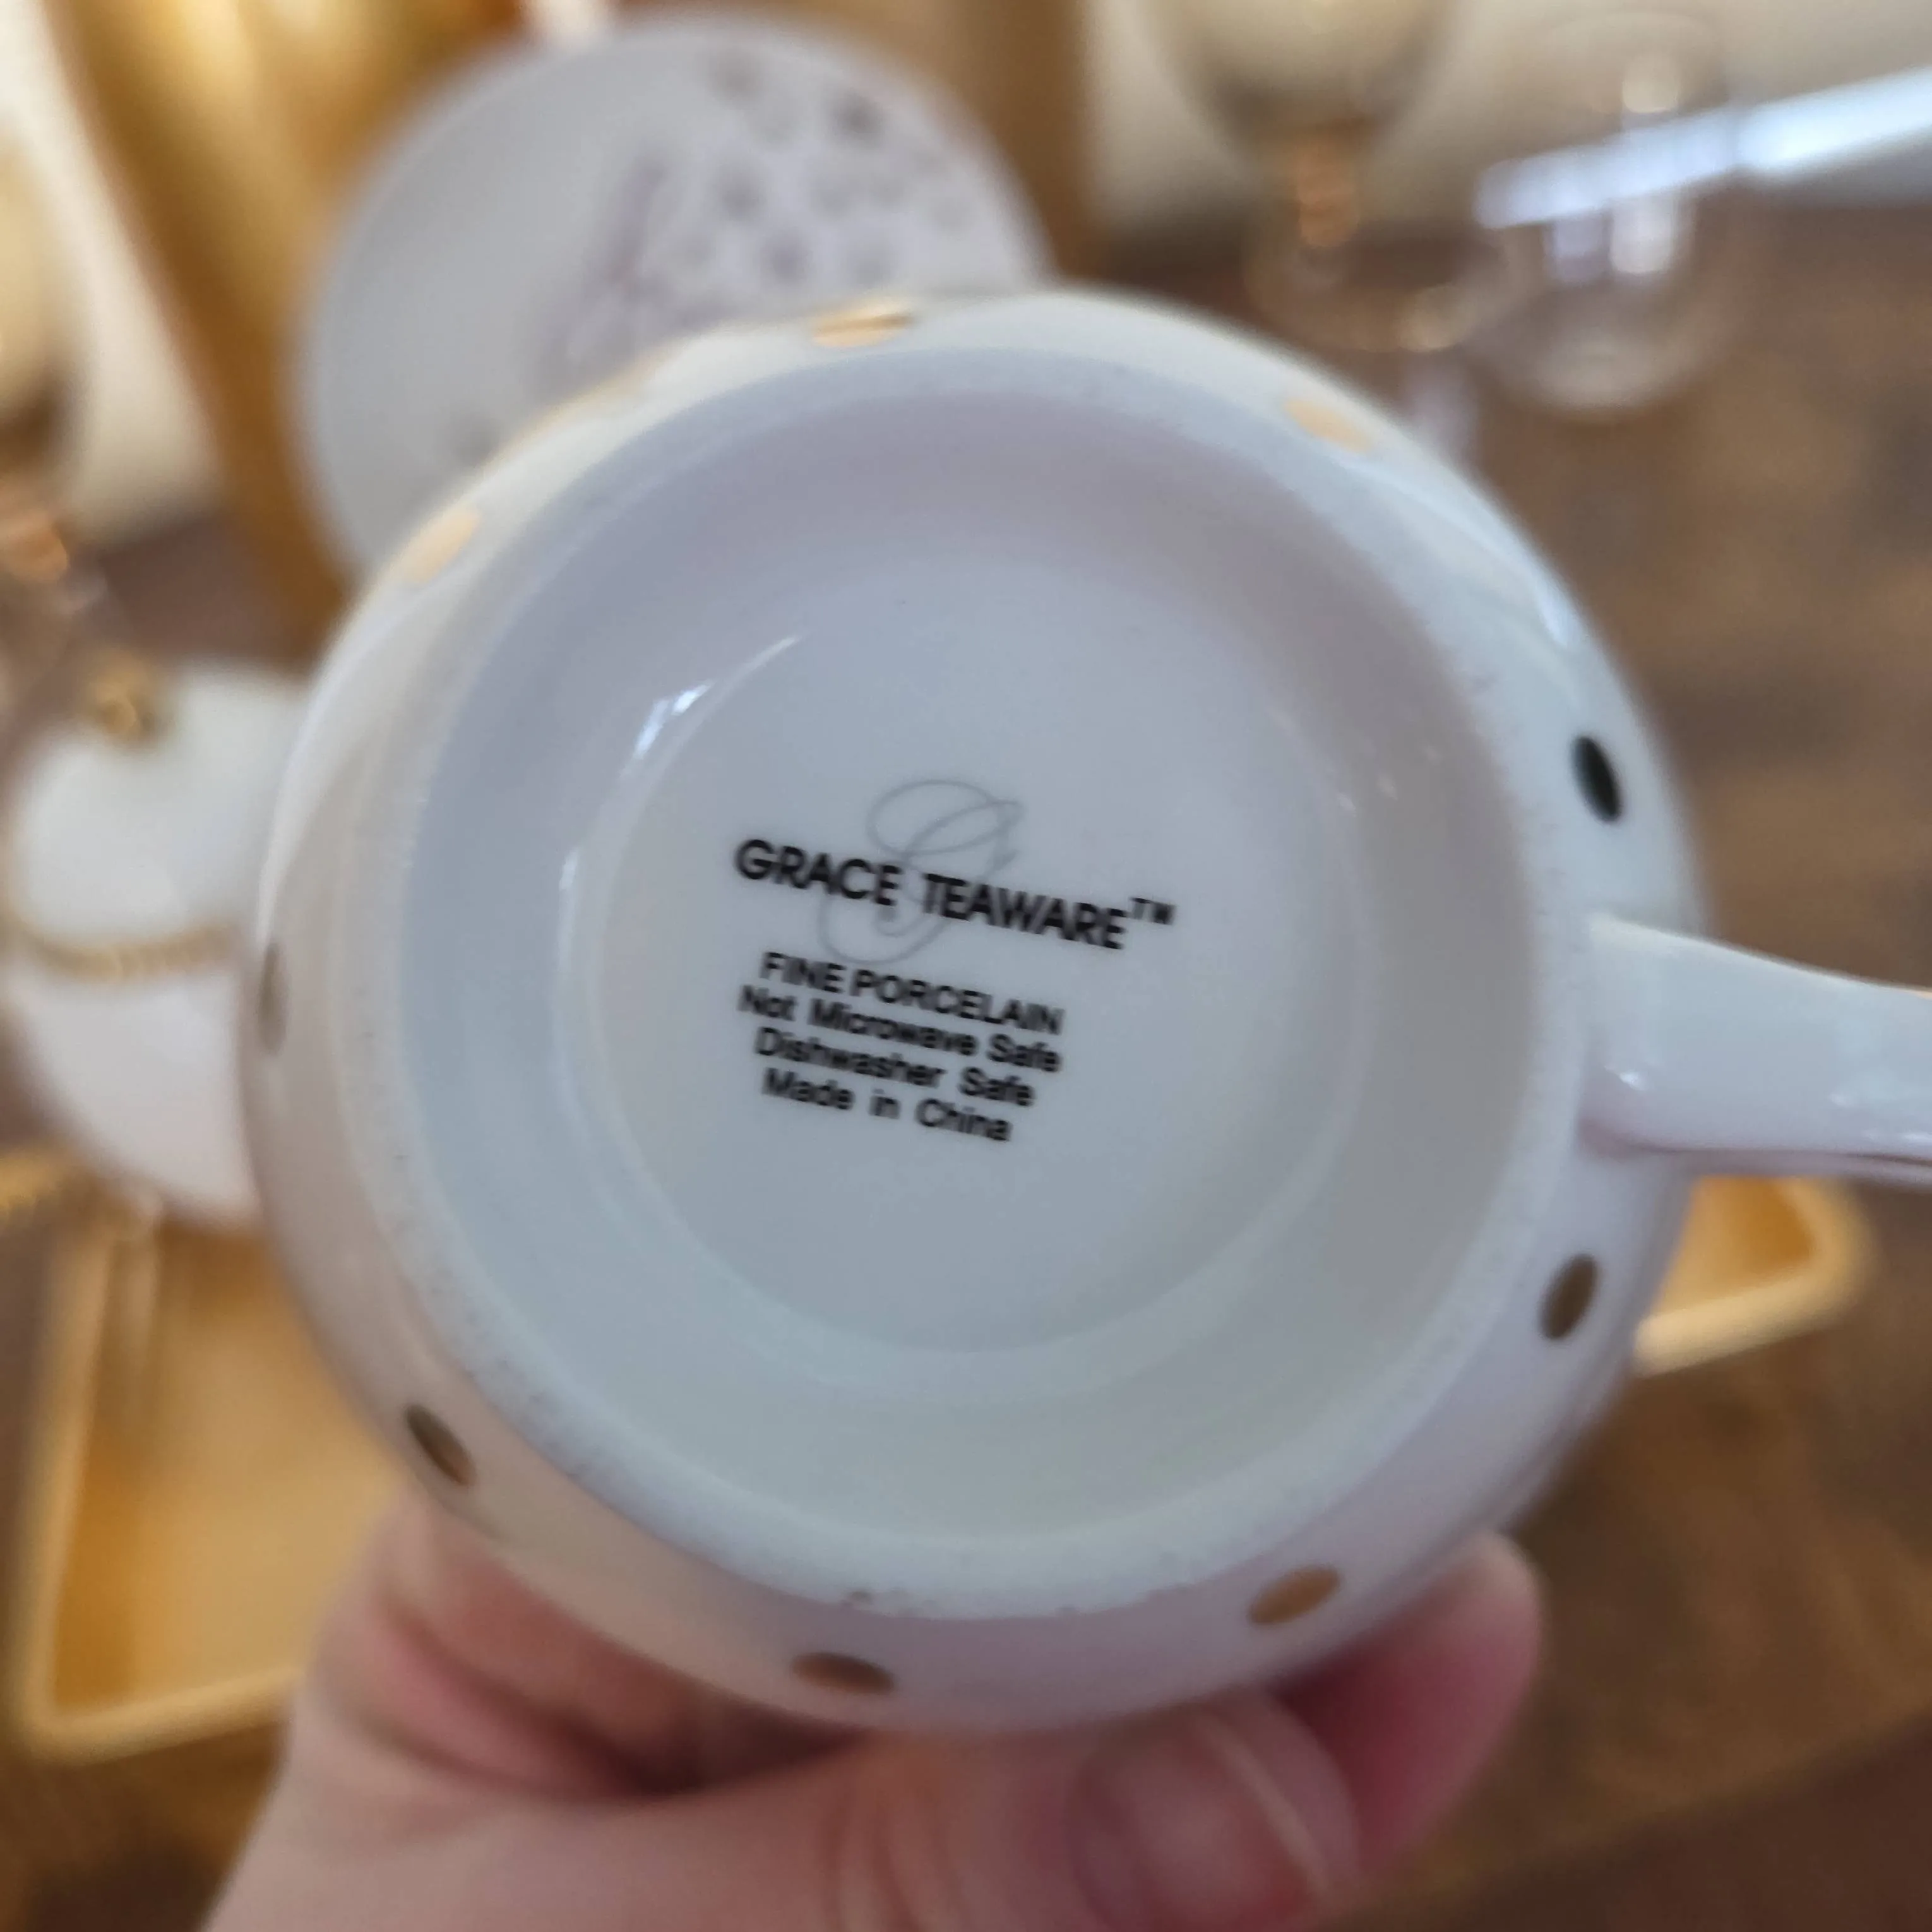 G
GRACE TEAWARE™
FINE PORCELAIN
Not Microwave Safe
Dishwasher Safe
Made in China